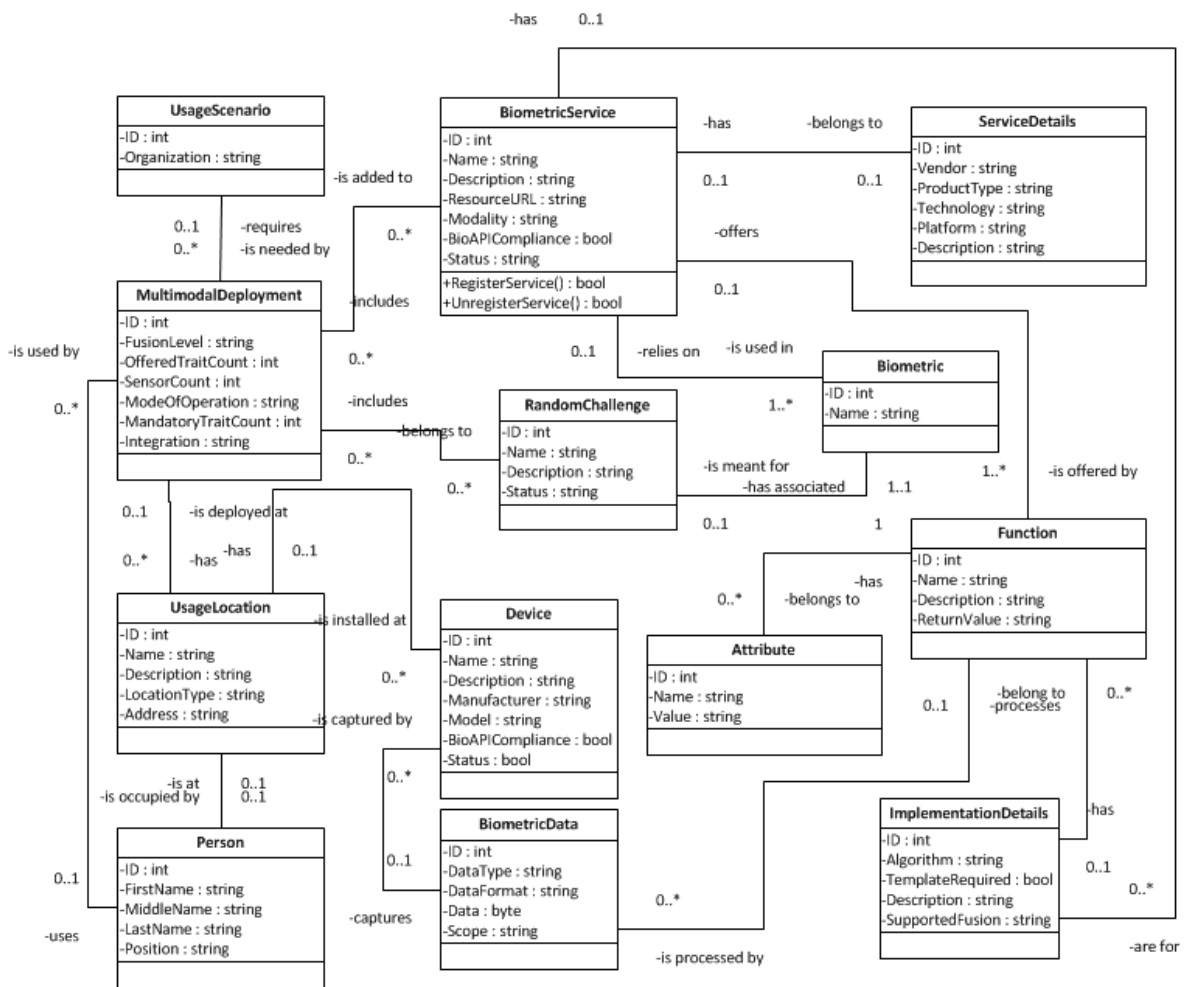 -has 0..1
UsageScenario
-ID : int
-Organization : string
BiometricService
-ID : int
-Name : string
-Description : string
-ResourceURL : string
-Modality : string
-BioAPICompliance : bool
-Status : string
+RegisterService() : bool
+UnregisterService() : bool
-has -belongs to
0..1 0..1
ServiceDetails
-ID : int
-Vendor : string
-ProductType : string
-Technology : string
-Platform : string
-Description : string
-is added to
0..*
0..1 -requires
0..* -is needed by
-offers
0..1
MultimodalDeployment
-ID : int
-FusionLevel : string
-OfferedTraitCount : int
-SensorCount : int
-ModeOfOperation : string
-MandatoryTraitCount : int
-Integration : string
-includes
0..*
-is used by
0..*
0..1 -relies on -is used in
1..*
Biometric
-ID : int
-Name : string
-includes
-belongs to
0..* 0..*
RandomChallenge
-ID : int
-Name : string
-Description : string
-Status : string
-is meant for
-has associated 1..1
0..1 1
1..* -is offered by
0..1 -is deployed at
0..* -has
-has 0..1
Function
-ID : int
-Name : string
-Description : string
-ReturnValue : string
-has
0..* -belongs to
UsageLocation
-ID : int
-Name : string
-Description : string
-LocationType : string
-Address : string
-is installed at
0..*
Device
-ID : int
-Name : string
-Description : string
-Manufacturer : string
-Model : string
-BioAPICompliance : bool
-Status : bool
Attribute
-ID : int
-Name : string
-Value : string
-belong to 0..*
0..1 -processes
-is captured by
0..*
-is at 0..1
-is occupied by 0..1
Person
-ID : int
-FirstName : string
-MiddleName : string
-LastName : string
-Position : string
0..1
-uses
BiometricData
-ID : int
-DataType : string
-DataFormat : string
-Data : byte
-Scope : string
0..1
-captures
0..*
-is processed by
ImplementationDetails
-ID : int
-Algorithm : string
-TemplateRequired : bool
-Description : string
-SupportedFusion : string
-has
0..1
0..*
-are for